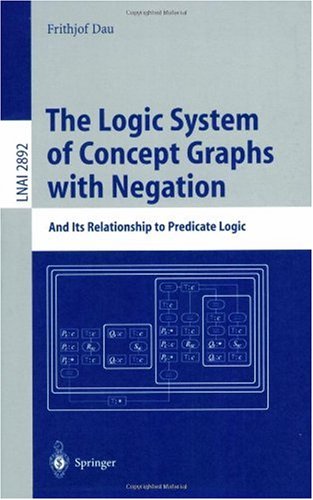 Frithjof Dau
LNAI 2892
The Logic System
of Concept Graphs
with Negation
And Its Relationship to Predicate Logic
Springer